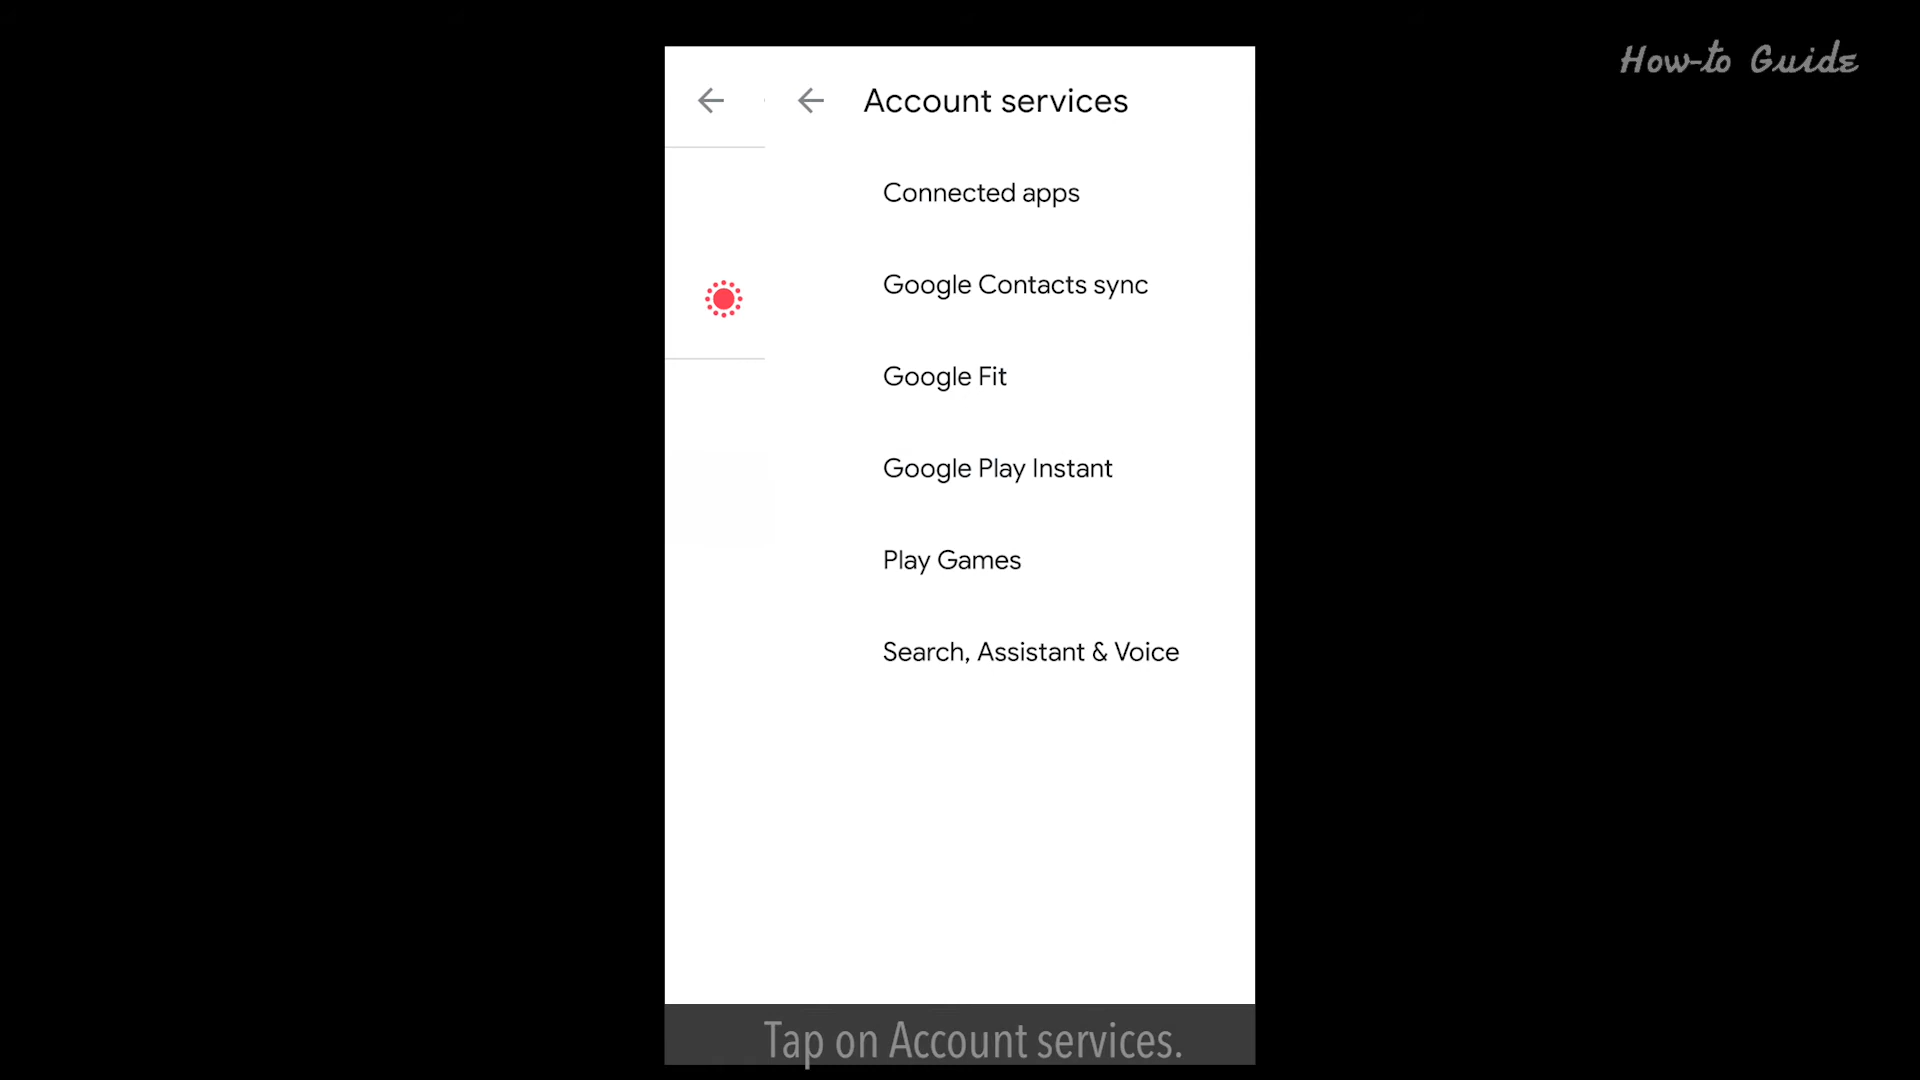 How-to Guide
Account services
Connected apps
Google Contacts sync
Google Fit
Google Play Instant
Play Games
Search, Assistant & Voice
Tap on Account services.